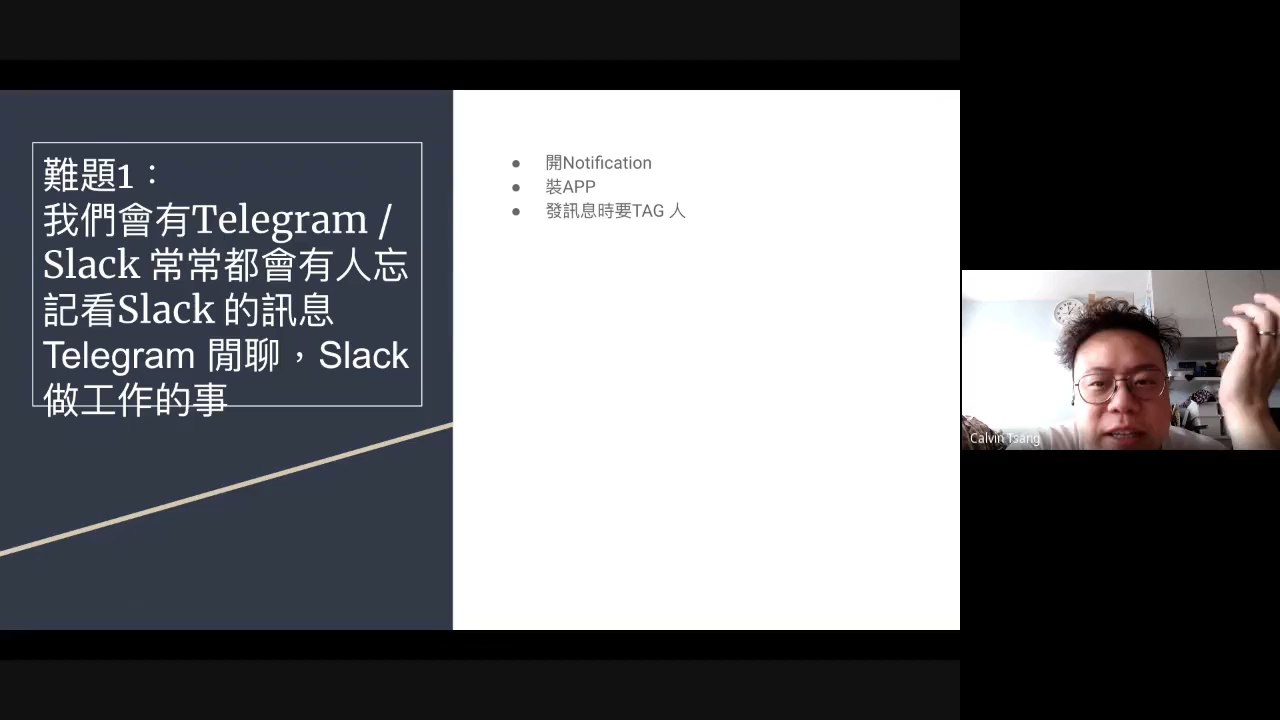 難題1：
我們會有Telegram /
Slack 常常都會有人忘
記看Slack 的訊息
Telegram 閒聊，Slack
做工作的事
開Notification
裝APP
發訊息時要TAG 人
Calvin Tsang